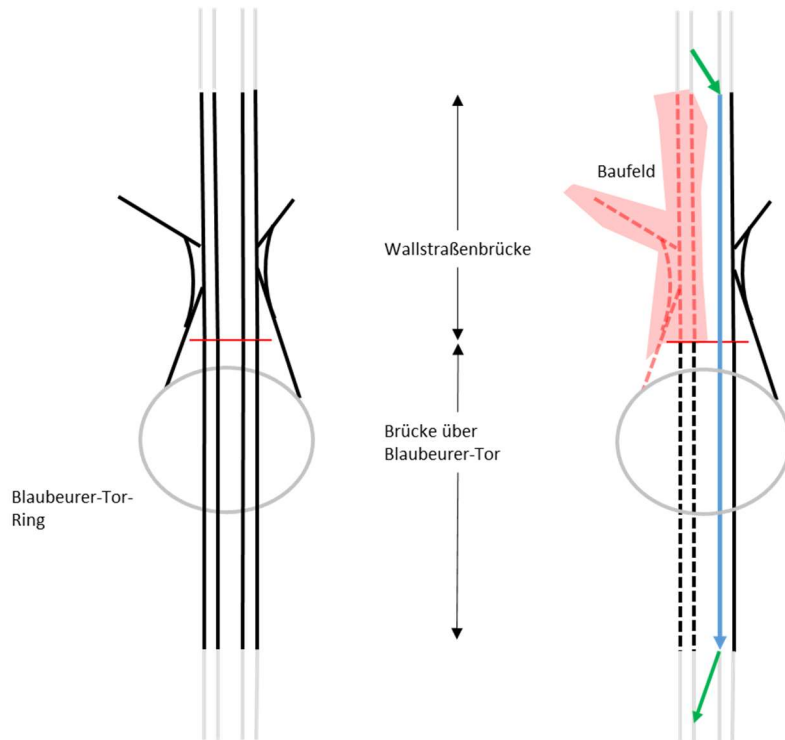 Baufeld
Wallstraßenbrücke
Brücke über
Blaubeurer-Tor
Blaubeurer-Tor-
Ring